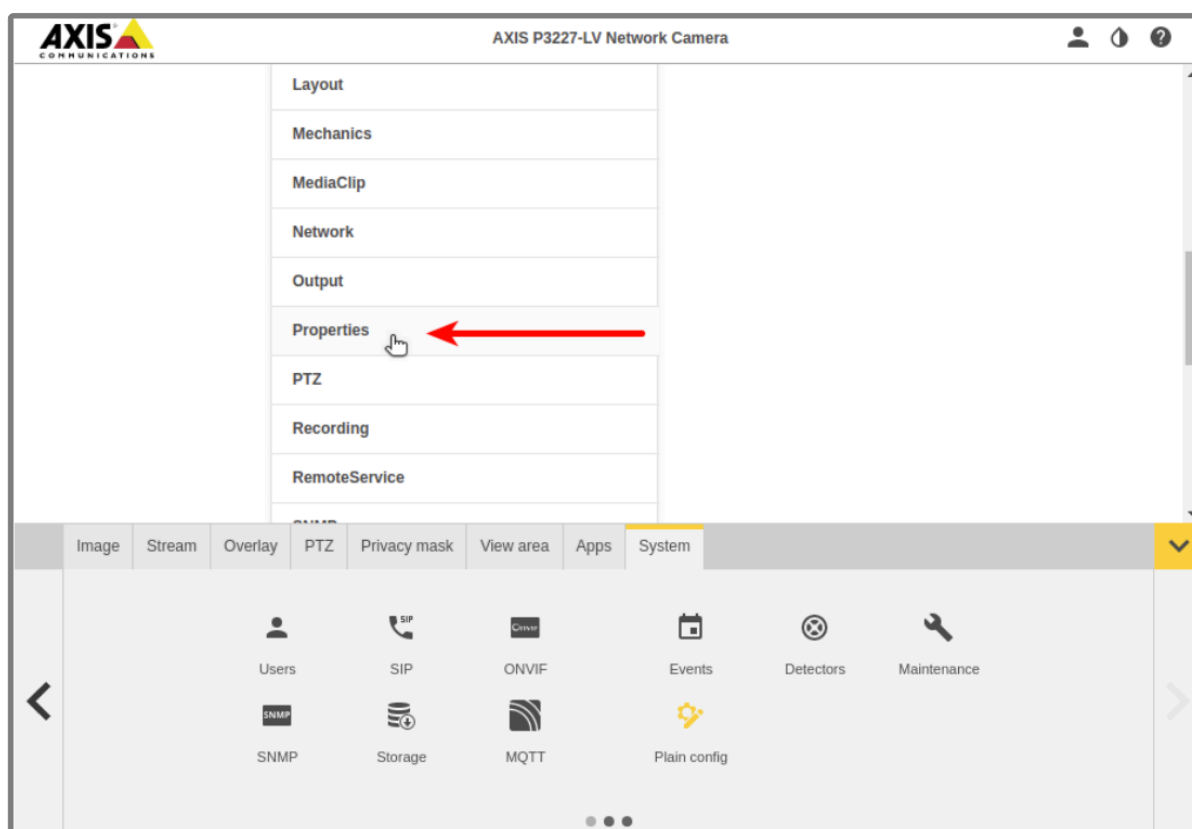 AXIS
COMMUNICATIONS
AXIS P3227-LV Network Camera
Layout
Mechanics
MediaClip
Network
Output
Properties
PTZ
Recording
RemoteService
SNMP
Image Stream Overlay PTZ Privacy mask View area Apps System
SIP
ONVIF
Users SIP ONVIF Events Detectors Maintenance
SNMP
SNMP Storage MQTT Plain config